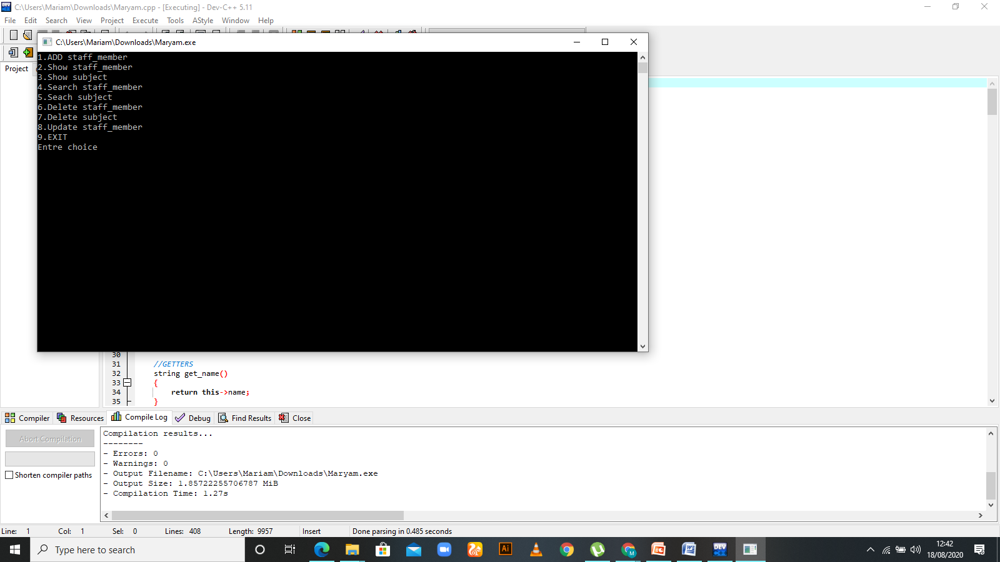 C:\Users\Mariam\Downloads\Maryam.cpp - [Executing] - Dev-C++ 5.11
File Edit Search View Project Execute Tools AStyle Window Help
C:\Users\Mariam\Downloads\Maryam.exe
Project
1.ADD staff_member
2.Show staff_member
3.Show subject
4.Search staff_member
5.Seach subject
6.Delete staff_member
7.Delete subject
8.Update staff_member
9.EXIT
Entre choice
30
31 //GETTERS
32 string get_name()
33 {
34 return this->name;
35 }
Compiler Resources Compile Log Debug Find Results Close
Abort Compilation
Shorten compiler paths
Compilation results...
--------
- Errors: 0
- Warnings: 0
- Output Filename: C:\Users\Mariam\Downloads\Maryam.exe
- Output Size: 1.85722255706787 MiB
- Compilation Time: 1.27s
Line: 1 Col: 1 Sel: 0 Lines: 408 Length: 9957 Insert Done parsing in 0.485 seconds
Type here to search
12:42
18/08/2020